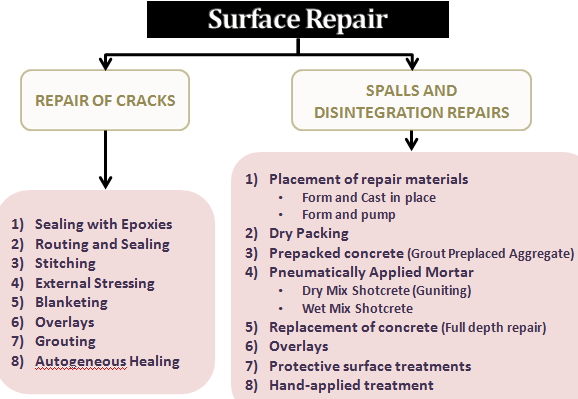 Surface Repair
REPAIR OF CRACKS
SPALLS AND
DISINTEGRATION REPAIRS
1) Sealing with Epoxies
2) Routing and Sealing
3) Stitching
4) External Stressing
5) Blanketing
6) Overlays
7) Grouting
8) Autogeneous Healing
1) Placement of repair materials
• Form and Cast in place
• Form and pump
2) Dry Packing
3) Prepacked concrete (Grout Preplaced Aggregate)
4) Pneumatically Applied Mortar
• Dry Mix Shotcrete (Guniting)
• Wet Mix Shotcrete
5) Replacement of concrete (Full depth repair)
6) Overlays
7) Protective surface treatments
8) Hand-applied treatment